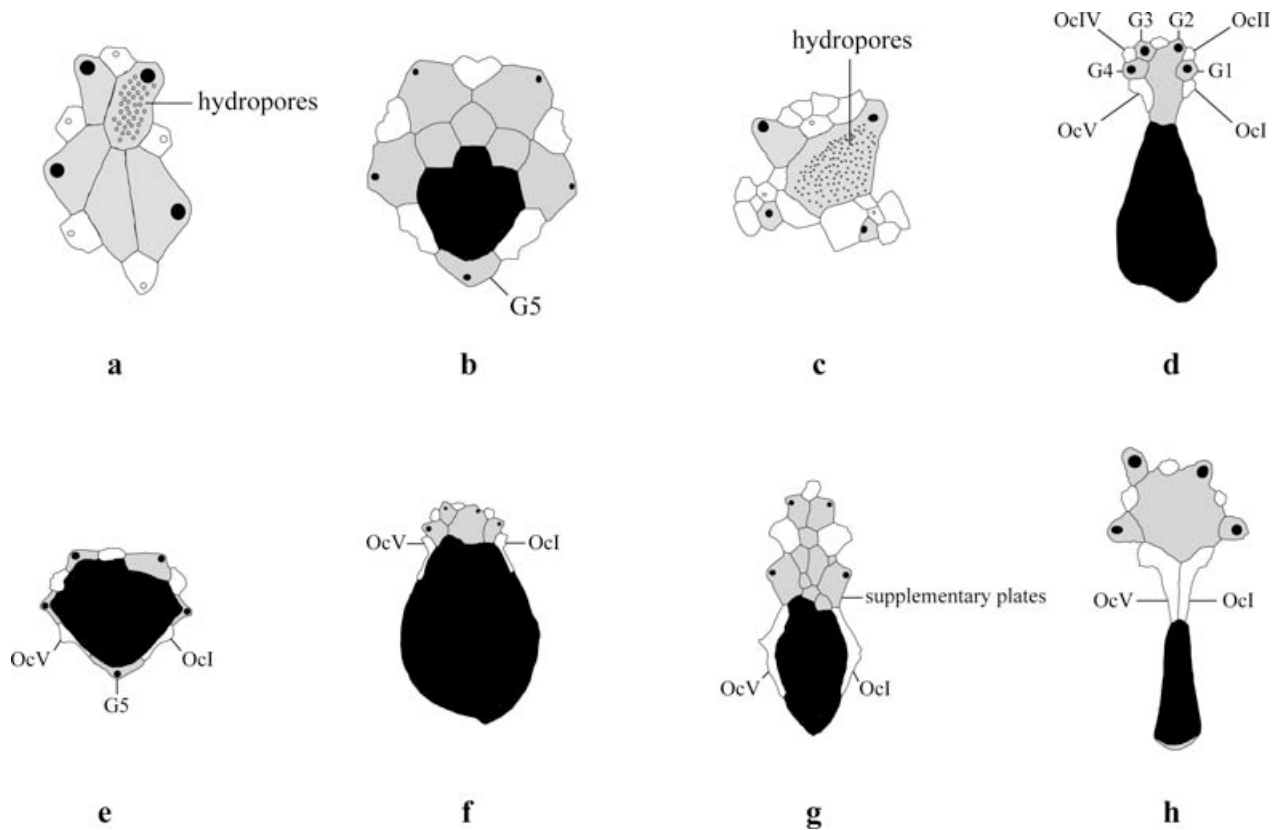 hydropores
G5
a
b
hydropores
c
OcIV G3 G2 OcII
G4 G1
OcV OcI
d
OcV OcI
G5
e
OcV OcI
f
supplementary plates
OcV OcI
g
OcV OcI
h